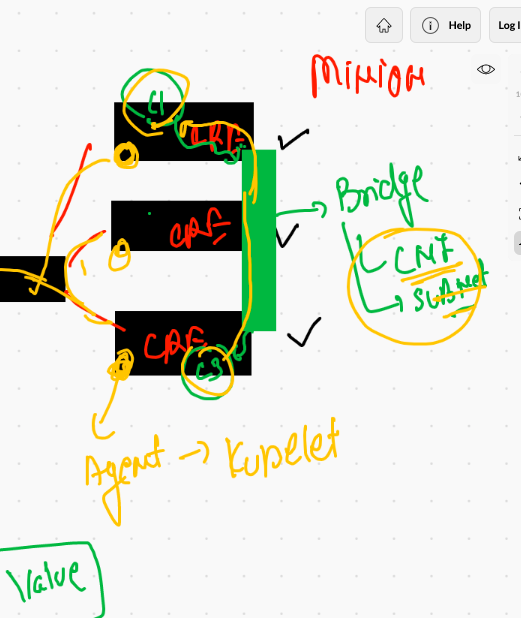 Help
Log I
Minion
C1
CRE
Bridge
CRE
CNI
Subnet
CRE
C3
Agent → Kubelet
Value